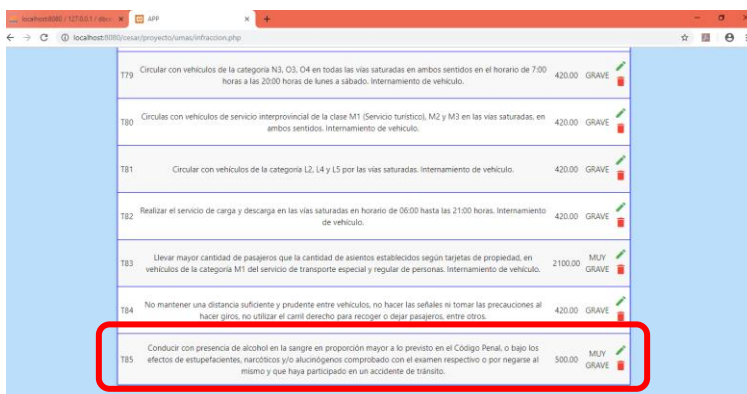 localhost:8080 / 127.0.0.1 /
APP
localhost:8080/cesar/proyecto/umas/infraccion.php
T79 Circular con vehículos de la categoría N3, O3, O4 en todas las vías saturadas en ambos sentidos en el horario de 7:00 420.00 GRAVE
horas a las 20:00 horas de lunes a sábado. Internamiento de vehículo.
T80 Circulas con vehículos de servicio interprovincial de la clase M1 (Servicio turístico), M2 y M3 en las vías saturadas, en 420.00 GRAVE
ambos sentidos. Internamiento de vehiculo.
T81 Circular con vehículos de la categoría L2, L4 y L5 por las vías saturadas. Internamiento de vehículo. 420.00 GRAVE
T82 Realizar el servicio de carga y descarga en las vías saturadas en horario de 06:00 hasta las 21:00 horas. Internamiento 420.00 GRAVE
de vehículo.
T83 Llevar mayor cantidad de pasajeros que la cantidad de asientos establecidos según tarjetas de propiedad, en 2100.00 MUY
vehículos de la categoría M1 del servicio de transporte especial y regular de personas. Internamiento de vehículo. GRAVE
T84 No mantener una distancia suficiente y prudente entre vehículos, no hacer las señales ni tomar las precauciones al 420.00 GRAVE
hacer giros, no utilizar el carril derecho para recoger o dejar pasajeros, entre otros.
Conducir con presencia de alcohol en la sangre en proporción mayor a lo previsto en el Código Penal, o bajo los
T85 efectos de estupefacientes, narcóticos y/o alucinógenos comprobado con el examen respectivo o por negarse al 500.00 MUY GRAVE
mismo y que haya participado en un accidente de tránsito.